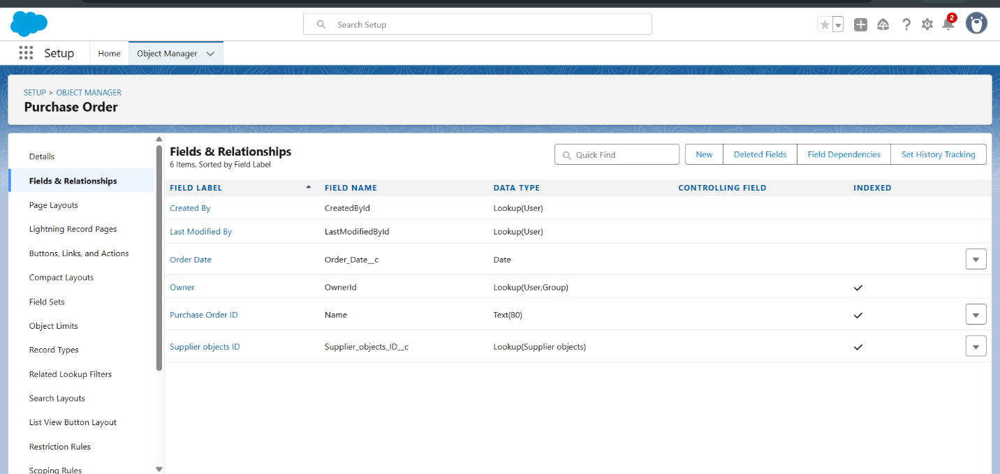 Search Setup
2
Setup
Home
Object Manager
SETUP > OBJECT MANAGER
Purchase Order
Details
Fields & Relationships
Page Layouts
Lightning Record Pages
Buttons, Links, and Actions
Compact Layouts
Field Sets
Object Limits
Record Types
Related Lookup Filters
Search Layouts
List View Button Layout
Restriction Rules
Scoping Rules
Fields & Relationships
6 Items, Sorted by Field Label
Quick Find
New
Deleted Fields
Field Dependencies
Set History Tracking
FIELD LABEL FIELD NAME DATA TYPE CONTROLLING FIELD INDEXED
Created By CreatedById Lookup(User)
Last Modified By LastModifiedById Lookup(User)
Order Date Order_Date__c Date
Owner OwnerId Lookup(User,Group)
Purchase Order ID Name Text(80)
Supplier objects ID Supplier_objects_ID__c Lookup(Supplier objects)